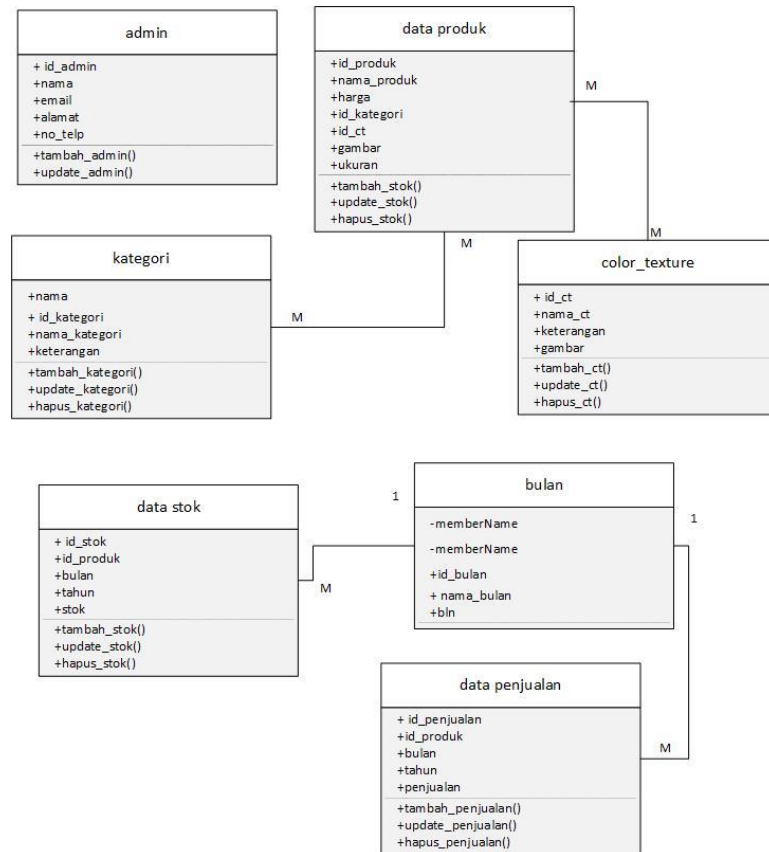 admin
+ id_admin
+nama
+email
+alamat
+no_telp
+tambah_admin()
+update_admin()
data produk
+id_produk
+nama_produk
+harga
+id_kategori
+id_ct
+gambar
+ukuran
+tambah_stok()
+update_stok()
+hapus_stok()
M
M
M
M
kategori
+nama
+ id_kategori
+nama_kategori
+keterangan
+tambah_kategori()
+update_kategori()
+hapus_kategori()
color_texture
+ id_ct
+nama_ct
+keterangan
+gambar
+tambah_ct()
+update_ct()
+hapus_ct()
data stok
+ id_stok
+id_produk
+bulan
+tahun
+stok
+tambah_stok()
+update_stok()
+hapus_stok()
1
M
bulan
-memberName
-memberName
+id_bulan
+ nama_bulan
+bln
1
M
data penjualan
+ id_penjualan
+id_produk
+bulan
+tahun
+penjualan
+tambah_penjualan()
+update_penjualan()
+hapus_penjualan()